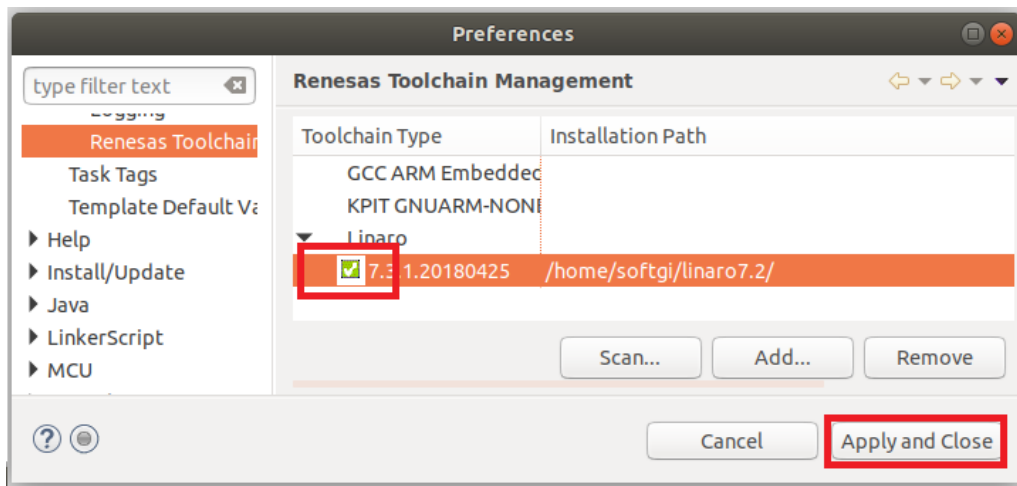 Preferences
type filter text
Renesas Toolchain Management
Logging
Renesas Toolchain
Task Tags
Template Default Va
Help
Install/Update
Java
LinkerScript
MCU
Toolchain Type Installation Path
GCC ARM Embedded
KPIT GNUARM-NON
Linaro
7.3.1.20180425 /home/softgi/linaro7.2/
Scan... Add... Remove
Cancel Apply and Close